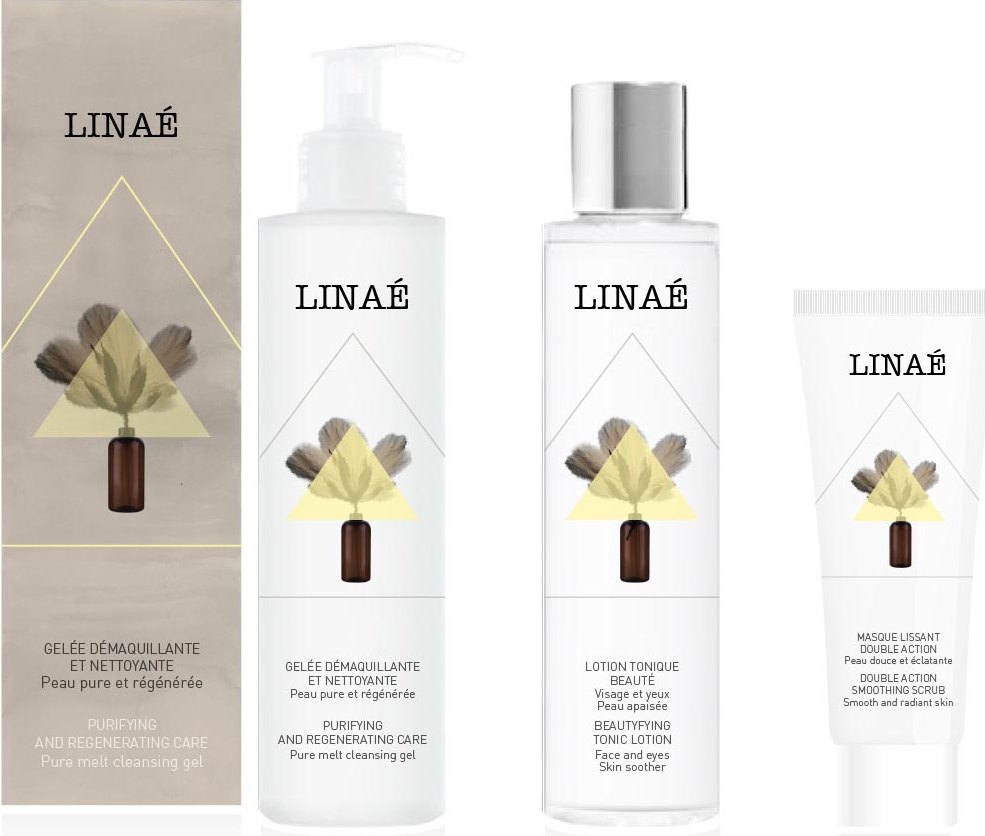 LINAÉ
GELÉE DÉMAQUILLANTE
ET NETTOYANTE
Peau pure et régénérée
PURIFYING
AND REGENERATING CARE
Pure melt cleansing gel
LINAÉ
GELÉE DÉMAQUILLANTE
ET NETTOYANTE
Peau pure et régénérée
PURIFYING
AND REGENERATING CARE
Pure melt cleansing gel
LINAÉ
LOTION TONIQUE
BEAUTÉ
Visage et yeux
Peau apaisée
BEAUTYFYING
TONIC LOTION
Face and eyes
Skin soother
LINAÉ
MASQUE LISSANT
DOUBLE ACTION
Peau douce et éclatante
DOUBLE ACTION
SMOOTHING SCRUB
Smooth and radiant skin